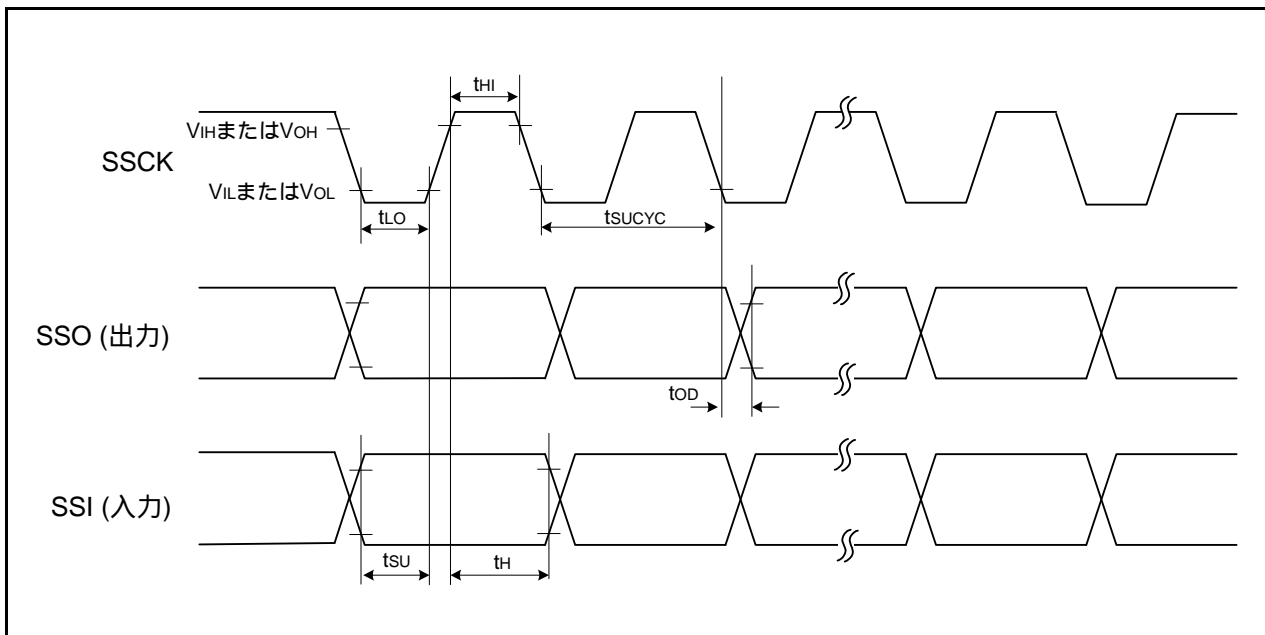 tHI
VIHまたはVOH
SSCK
VILまたはVOL
tLO
tSUCYC
SSO (出力)
tOD
SSI (入力)
tSU
tH